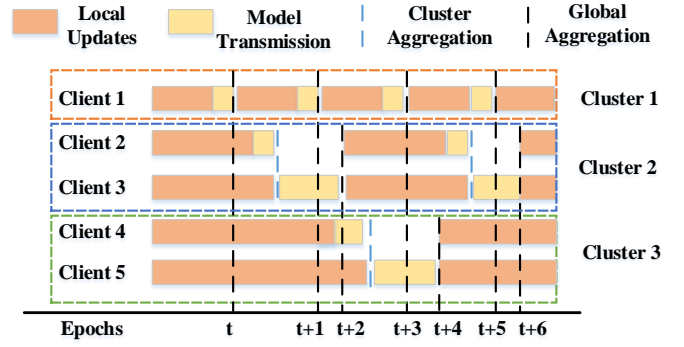 Local Updates
Model Transmission
Cluster Aggregation
Global Aggregation
Client 1
Cluster 1
Client 2
Client 3
Cluster 2
Client 4
Client 5
Cluster 3
Epochs t t+1 t+2 t+3 t+4 t+5 t+6